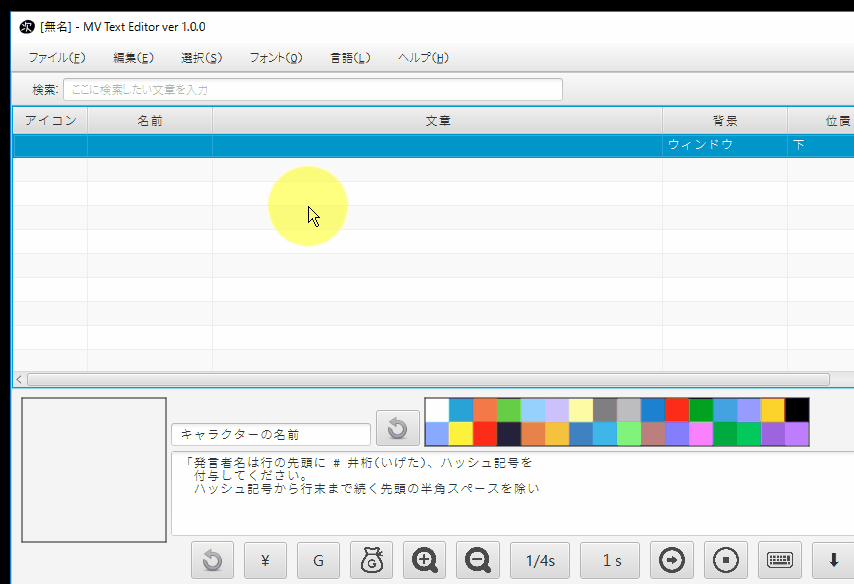 次 [無名] - MV Text Editor ver 1.0.0
ファイル(F) 編集(E) 選択(S) フォント(O) 言語(L) ヘルプ(H)
検索: ここに検索したい文章を入力
アイコン 名前 文章 背景 位置
ウィンドウ 下
キャラクターの名前
「発言者名は行の先頭に # 井桁(いげた)、ハッシュ記号を
付与してください。
ハッシュ記号から行末まで続く先頭の半角スペースを除い
¥ G G 1/4s 1 s